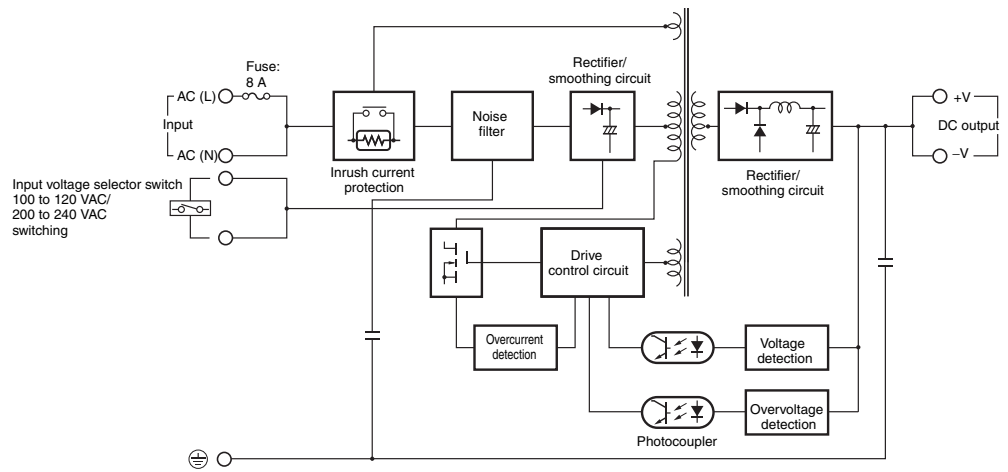 Fuse:
8 A
AC (L)
Input
AC (N)
Input voltage selector switch
100 to 120 VAC/
200 to 240 VAC
switching
Inrush current
protection
Noise
filter
Rectifier/
smoothing circuit
Rectifier/
smoothing circuit
+V
DC output
–V
Drive
control circuit
Overcurrent
detection
Voltage
detection
Overvoltage
detection
Photocoupler